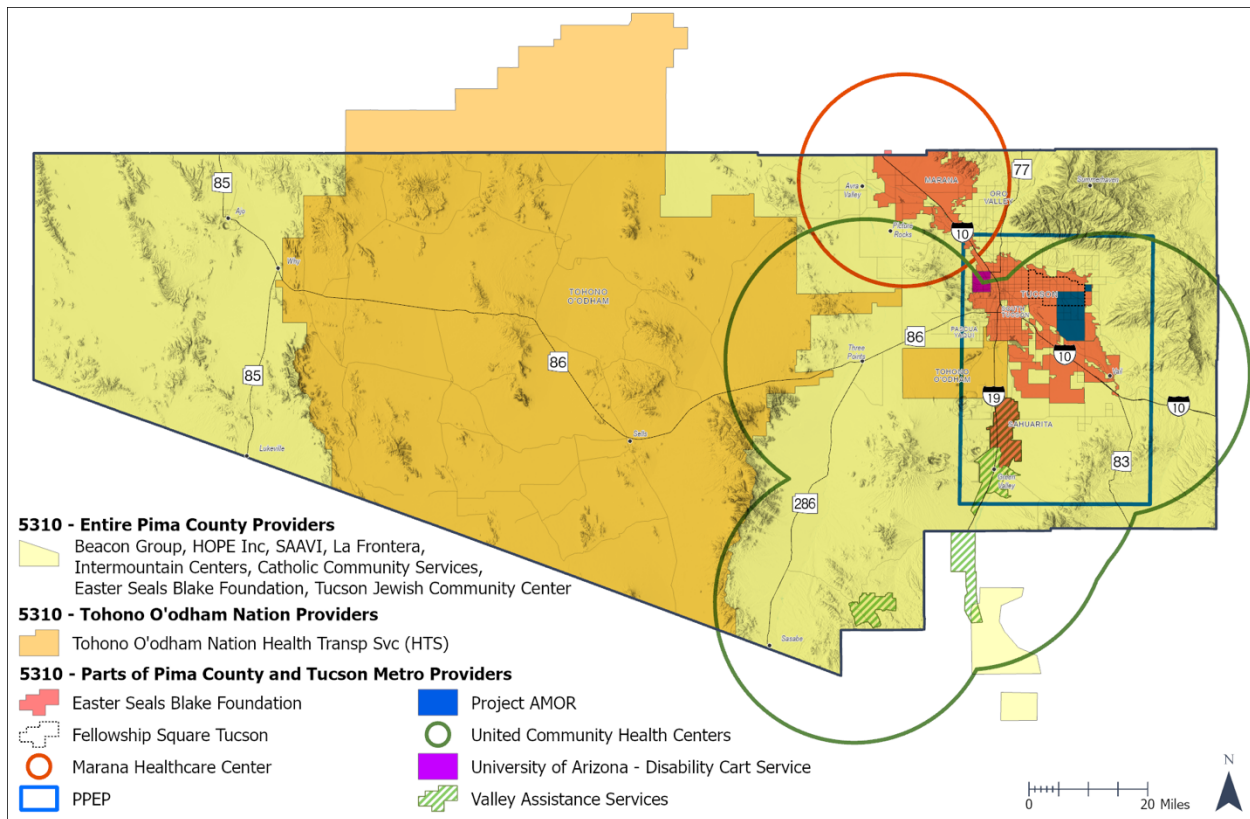 85
Ajo
Why
TOHONO
O'ODHAM
86
85
Lukeville
Sells
Avra
Valley
MARANA
ORO
VALLEY
77
Summerhaven
Picture
Rocks
10
TUCSON
SOUTH
TUCSON
PASCUA
YAQUI
86
Three
Points
TOHONO
O'ODHAM
10
Vail
10
19
SAHUARITA
83
Green
Valley
286
Sasabe
5310 - Entire Pima County Providers
Beacon Group, HOPE Inc, SAAVI, La Frontera,
Intermountain Centers, Catholic Community Services,
Easter Seals Blake Foundation, Tucson Jewish Community Center
5310 - Tohono O'odham Nation Providers
Tohono O'odham Nation Health Transp Svc (HTS)
5310 - Parts of Pima County and Tucson Metro Providers
Easter Seals Blake Foundation
Fellowship Square Tucson
Marana Healthcare Center
PPEP
Project AMOR
United Community Health Centers
University of Arizona - Disability Cart Service
Valley Assistance Services
N
0 20 Miles